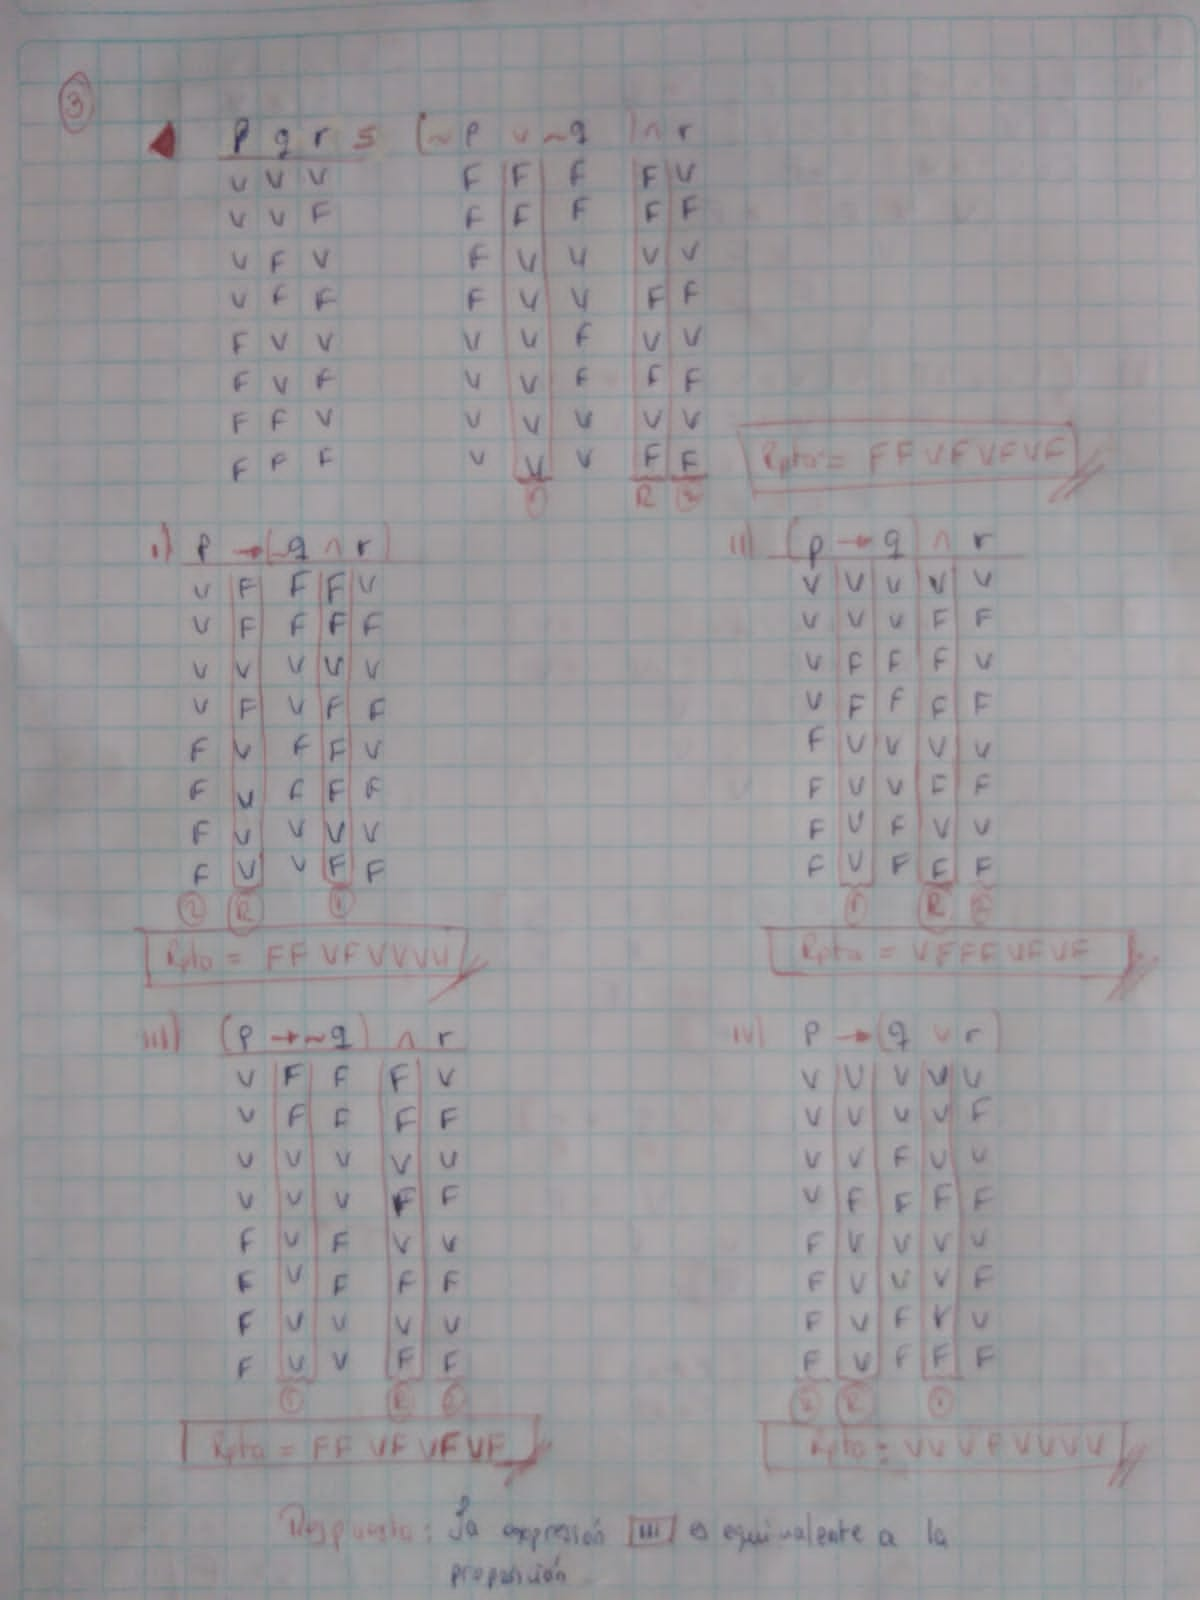 3
p q r s (~p ∨ ~q) ∧ r
V V V F F F F V
V V F F F F F F
V F V F V V V V
V F F F V V F F
F V V V V F V V
F V F V V F F F
F F V V V V V V
F F F V V V F F
1 R 2
Rpta = FFVFVFVF
I) p → (~q ∧ r)
V F F F V
V F F F F
V V V V V
V F V F F
F V F F V
F V F F F
F V V V V
F V V F F
2 R 1
Rpta = FFVFVVVV
II) (p → q) ∧ r
V V V V V
V V V F F
V F F F V
V F F F F
F V V V V
F V V F F
F V F V V
F V F F F
1 R 2
Rpta = VFFFVFVF
III) (p → ~q) ∧ r
V F F F V
V F F F F
V V V V V
V V V F F
F V F V V
F V F F F
F V V V V
F V V F F
1 R 2
Rpta = FFVFVFVF
IV) p → (q ∨ r)
V V V V V
V V V V F
V V F V V
V F F F F
F V V V V
F V V V F
F V F V V
F V F F F
2 R 1
Rpta = VVVFVVVV
Respuesta: La expresión III es equivalente a la
proposición